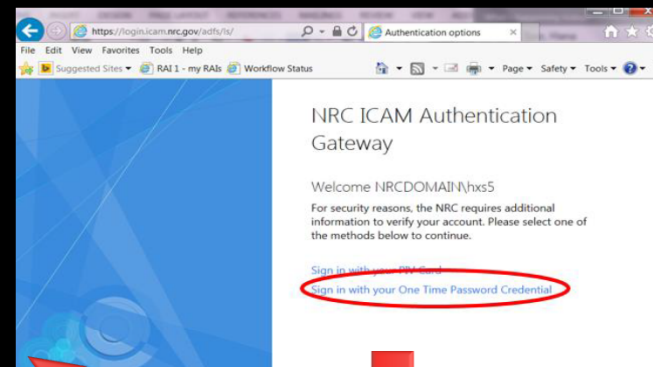 https://login.icam.nrc.gov/adfs/ls/
Authentication options
File Edit View Favorites Tools Help
Suggested Sites RAI 1 - my RAIs Workflow Status
Page Safety Tools
NRC ICAM Authentication
Gateway
Welcome NRCDOMAIN\hxs5
For security reasons, the NRC requires additional
information to verify your account. Please select one of
the methods below to continue.
Sign in with your PIV Card
Sign in with your One Time Password Credential